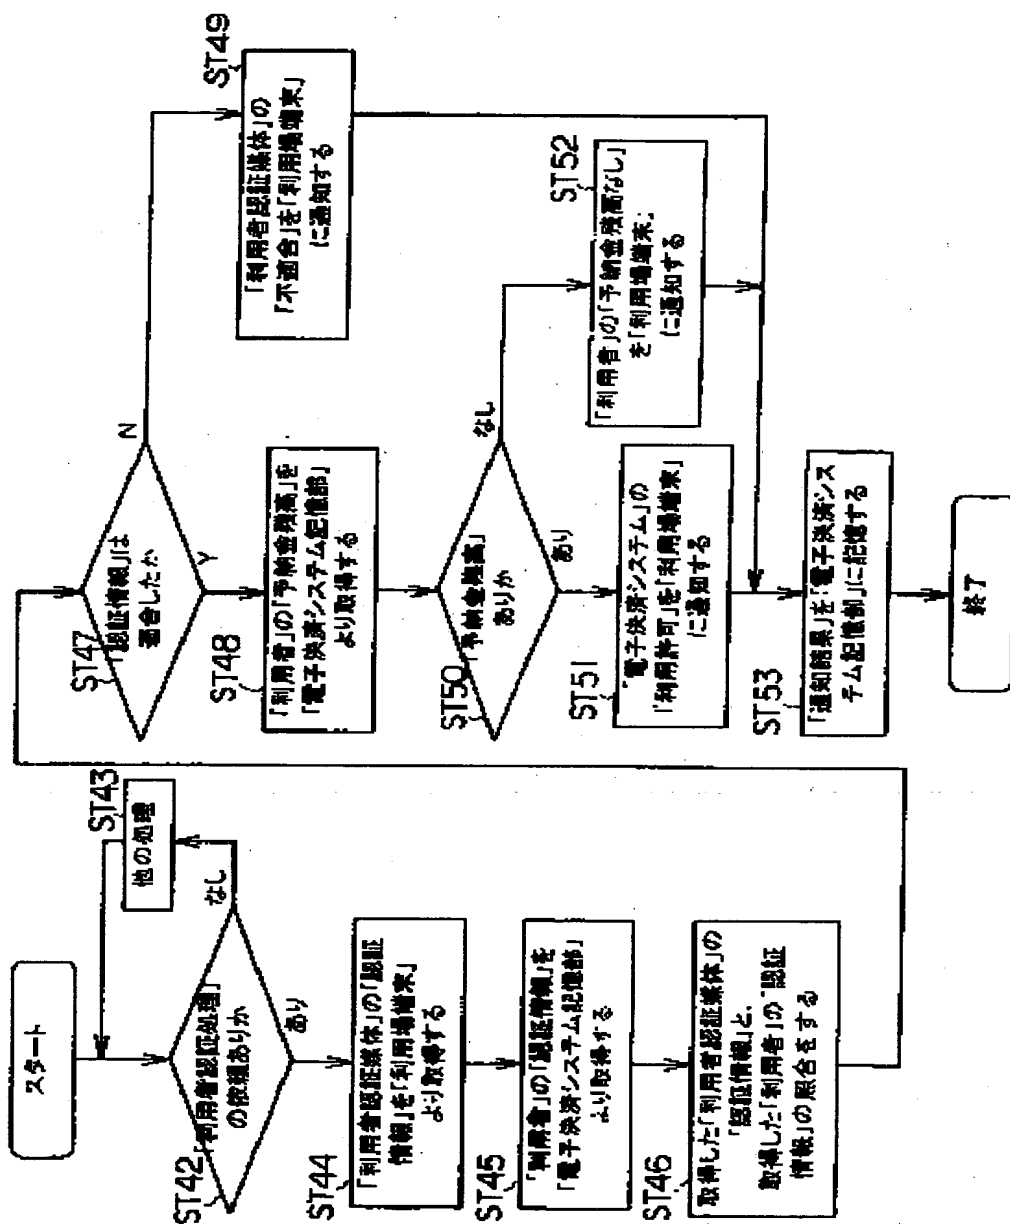 スタート
ST42
「利用者認証処理」
の依頼ありか
なし
ST43
他の処理
あり
ST44
「利用者認証媒体」の「認証
情報」を「利用場端末」
より取得する
ST45
「利用者」の「認証情報」を
「電子決済システム記憶部」
より取得する
ST46
取得した「利用者認証媒体」の
「認証情報」と、
取得した「利用者」の「認証
情報」の照合をする
ST47
「認証情報」は
適合したか
N
Y
ST48
「利用者」の「予納金残高」を
「電子決済システム記憶部」
より取得する
ST49
「利用者認証媒体」の
「不適合」を「利用場端末」
に通知する
ST50
「予納金残高」
ありか
なし
あり
ST51
「電子決済システム」の
「利用許可」を「利用場端末」
に通知する
ST52
「利用者」の「予納金残高なし」
を「利用場端末」
に通知する
ST53
「通知結果」を「電子決済シス
テム記憶側」に記憶する
終了